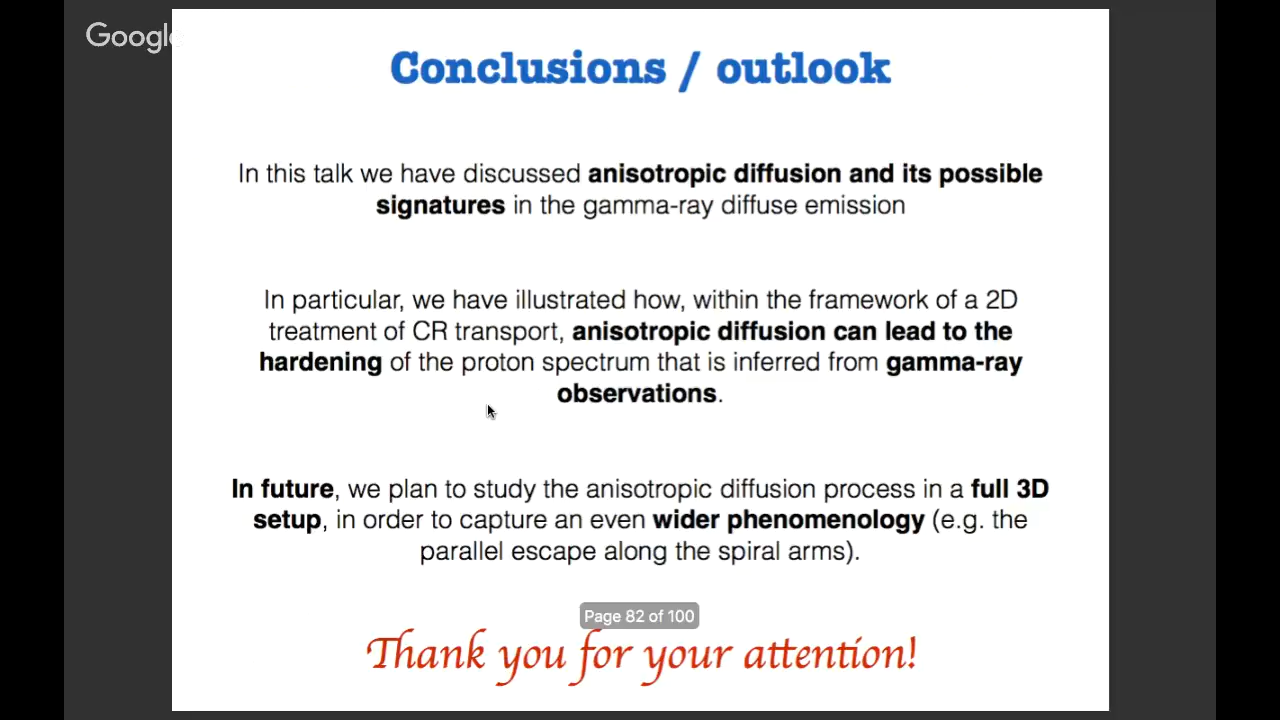 Google
Conclusions / outlook
In this talk we have discussed anisotropic diffusion and its possible
signatures in the gamma-ray diffuse emission
In particular, we have illustrated how, within the framework of a 2D
treatment of CR transport, anisotropic diffusion can lead to the
hardening of the proton spectrum that is inferred from gamma-ray
observations.
In future, we plan to study the anisotropic diffusion process in a full 3D
setup, in order to capture an even wider phenomenology (e.g. the
parallel escape along the spiral arms).
Page 82 of 100
Thank you for your attention!